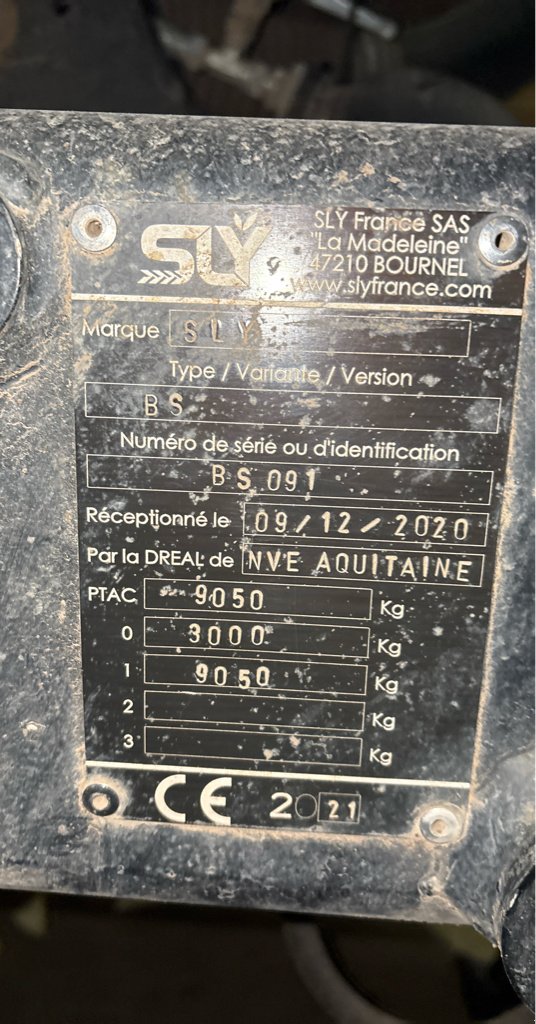 SLY
SLY France SAS
"La Madeleine"
47210 BOURNEL
www.slyfrance.com
Marque SLY
Type / Variante / Version
BS
Numéro de série ou d'identification
BS 091
Réceptionné le 09/12/2020
Par la DREAL de NVE AQUITAINE
PTAC 9050 Kg
0 3000 Kg
1 9050 Kg
2 Kg
3 Kg
CE 2021